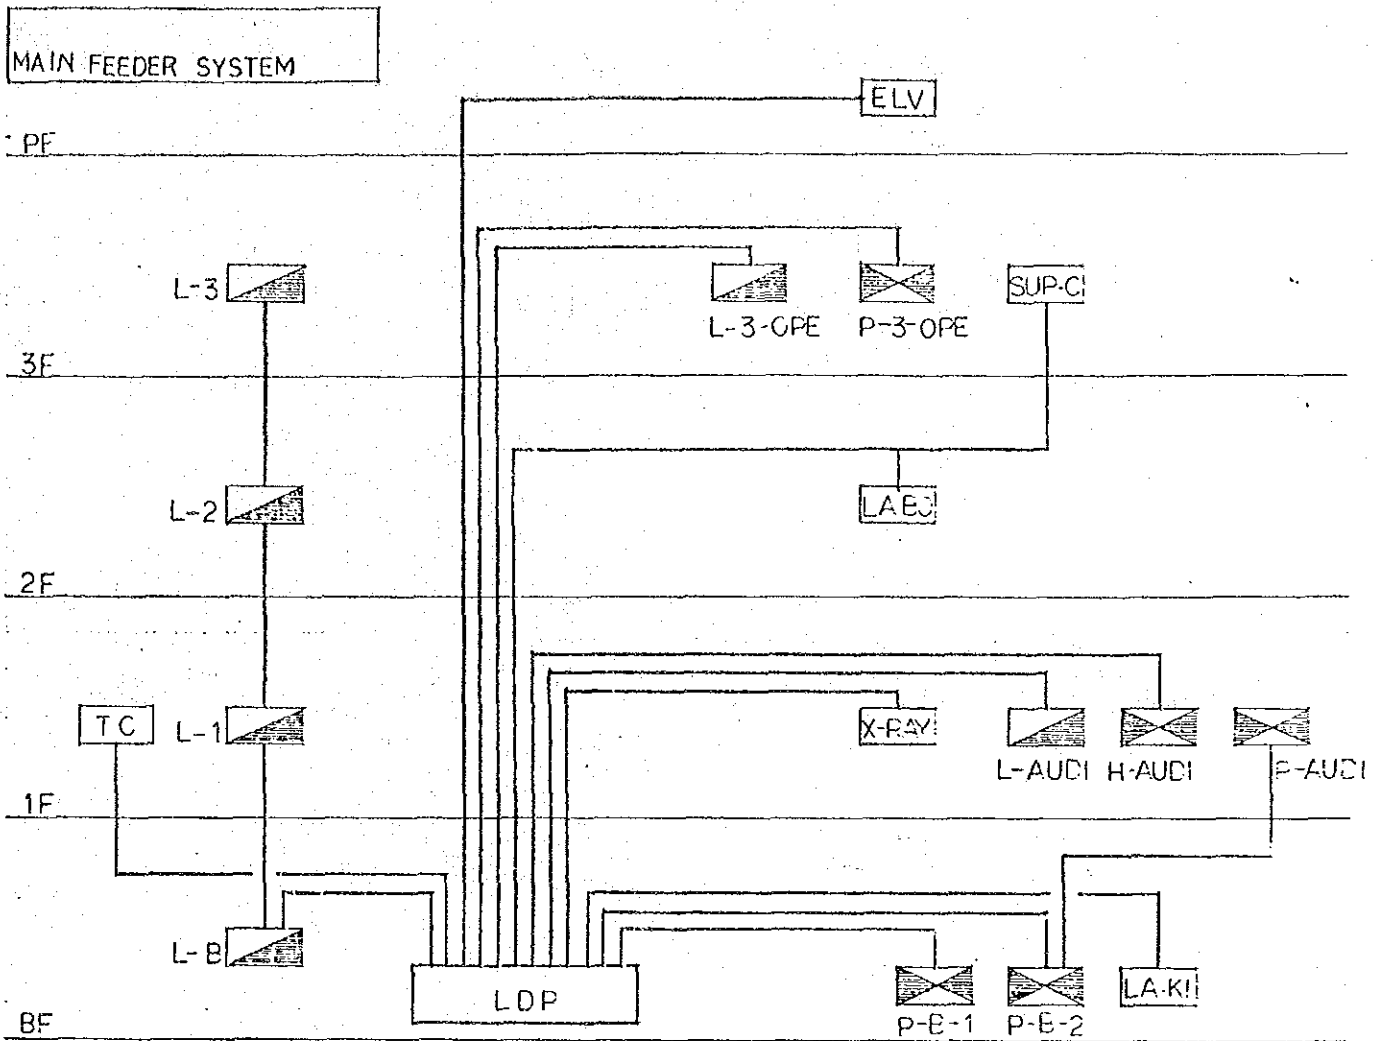 MAIN FEEDER SYSTEM
ELV
PF
L-3
SUP-C
L-3-OPE
P-3-OPE
3F
L-2
LABO
2F
TC
L-1
X-RAY
L-AUDI
H-AUDI
P-AUDI
1F
L-B
LDP
LA-KI
P-B-1
P-B-2
BF